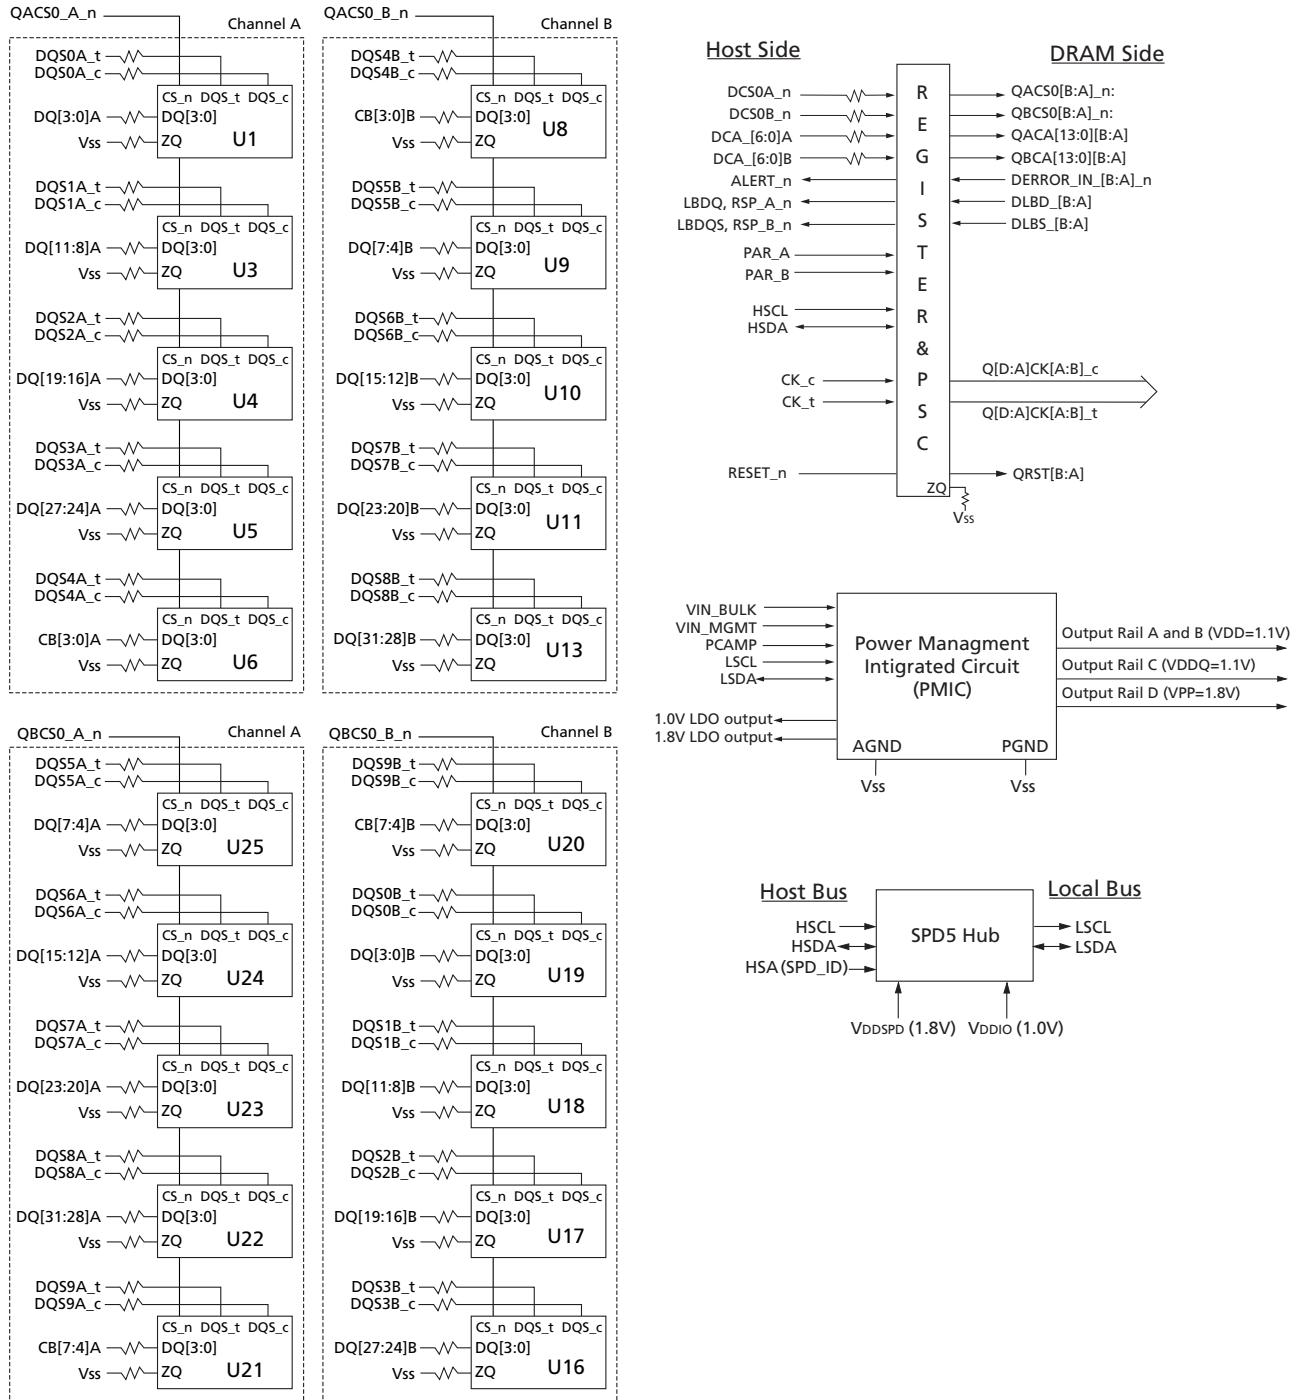 QACS0_A_n
Channel A
DQS0A_t
DQS0A_c
CS_n DQS_t DQS_c
DQ[3:0]A
DQ[3:0]
U1
Vss
ZQ
DQS1A_t
DQS1A_c
CS_n DQS_t DQS_c
DQ[11:8]A
DQ[3:0]
U3
Vss
ZQ
DQS2A_t
DQS2A_c
CS_n DQS_t DQS_c
DQ[19:16]A
DQ[3:0]
U4
Vss
ZQ
DQS3A_t
DQS3A_c
CS_n DQS_t DQS_c
DQ[27:24]A
DQ[3:0]
U5
Vss
ZQ
DQS4A_t
DQS4A_c
CS_n DQS_t DQS_c
CB[3:0]A
DQ[3:0]
U6
Vss
ZQ
QACS0_B_n
Channel B
DQS4B_t
DQS4B_c
CS_n DQS_t DQS_c
CB[3:0]B
DQ[3:0]
U8
Vss
ZQ
DQS5B_t
DQS5B_c
CS_n DQS_t DQS_c
DQ[7:4]B
DQ[3:0]
U9
Vss
ZQ
DQS6B_t
DQS6B_c
CS_n DQS_t DQS_c
DQ[15:12]B
DQ[3:0]
U10
Vss
ZQ
DQS7B_t
DQS7B_c
CS_n DQS_t DQS_c
DQ[23:20]B
DQ[3:0]
U11
Vss
ZQ
DQS8B_t
DQS8B_c
CS_n DQS_t DQS_c
DQ[31:28]B
DQ[3:0]
U13
Vss
ZQ
QBCS0_A_n
Channel A
DQS5A_t
DQS5A_c
CS_n DQS_t DQS_c
DQ[7:4]A
DQ[3:0]
U25
Vss
ZQ
DQS6A_t
DQS6A_c
CS_n DQS_t DQS_c
DQ[15:12]A
DQ[3:0]
U24
Vss
ZQ
DQS7A_t
DQS7A_c
CS_n DQS_t DQS_c
DQ[23:20]A
DQ[3:0]
U23
Vss
ZQ
DQS8A_t
DQS8A_c
CS_n DQS_t DQS_c
DQ[31:28]A
DQ[3:0]
U22
Vss
ZQ
DQS9A_t
DQS9A_c
CS_n DQS_t DQS_c
CB[7:4]A
DQ[3:0]
U21
Vss
ZQ
QBCS0_B_n
Channel B
DQS9B_t
DQS9B_c
CS_n DQS_t DQS_c
CB[7:4]B
DQ[3:0]
U20
Vss
ZQ
DQS0B_t
DQS0B_c
CS_n DQS_t DQS_c
DQ[3:0]B
DQ[3:0]
U19
Vss
ZQ
DQS1B_t
DQS1B_c
CS_n DQS_t DQS_c
DQ[11:8]B
DQ[3:0]
U18
Vss
ZQ
DQS2B_t
DQS2B_c
CS_n DQS_t DQS_c
DQ[19:16]B
DQ[3:0]
U17
Vss
ZQ
DQS3B_t
DQS3B_c
CS_n DQS_t DQS_c
DQ[27:24]B
DQ[3:0]
U16
Vss
ZQ
Host Side
DRAM Side
DCS0A_n
DCS0B_n
DCA_[6:0]A
DCA_[6:0]B
ALERT_n
LBDQ, RSP_A_n
LBDQS, RSP_B_n
PAR_A
PAR_B
HSCL
HSDA
CK_c
CK_t
RESET_n
R
E
G
I
S
T
E
R
&
P
S
C
ZQ
Vss
QACS0[B:A]_n:
QBCS0[B:A]_n:
QACA[13:0][B:A]
QBCA[13:0][B:A]
DERROR_IN_[B:A]_n
DLBD_[B:A]
DLBS_[B:A]
Q[D:A]CK[A:B]_c
Q[D:A]CK[A:B]_t
QRST[B:A]
VIN_BULK
VIN_MGMT
PCAMP
LSCL
LSDA
1.0V LDO output
1.8V LDO output
Power Managment
Intigrated Circuit
(PMIC)
AGND
PGND
Vss
Vss
Output Rail A and B (VDD=1.1V)
Output Rail C (VDDQ=1.1V)
Output Rail D (VPP=1.8V)
Host Bus
Local Bus
HSCL
HSDA
HSA (SPD_ID)
SPD5 Hub
LSCL
LSDA
VDDSPD (1.8V)
VDDIO (1.0V)